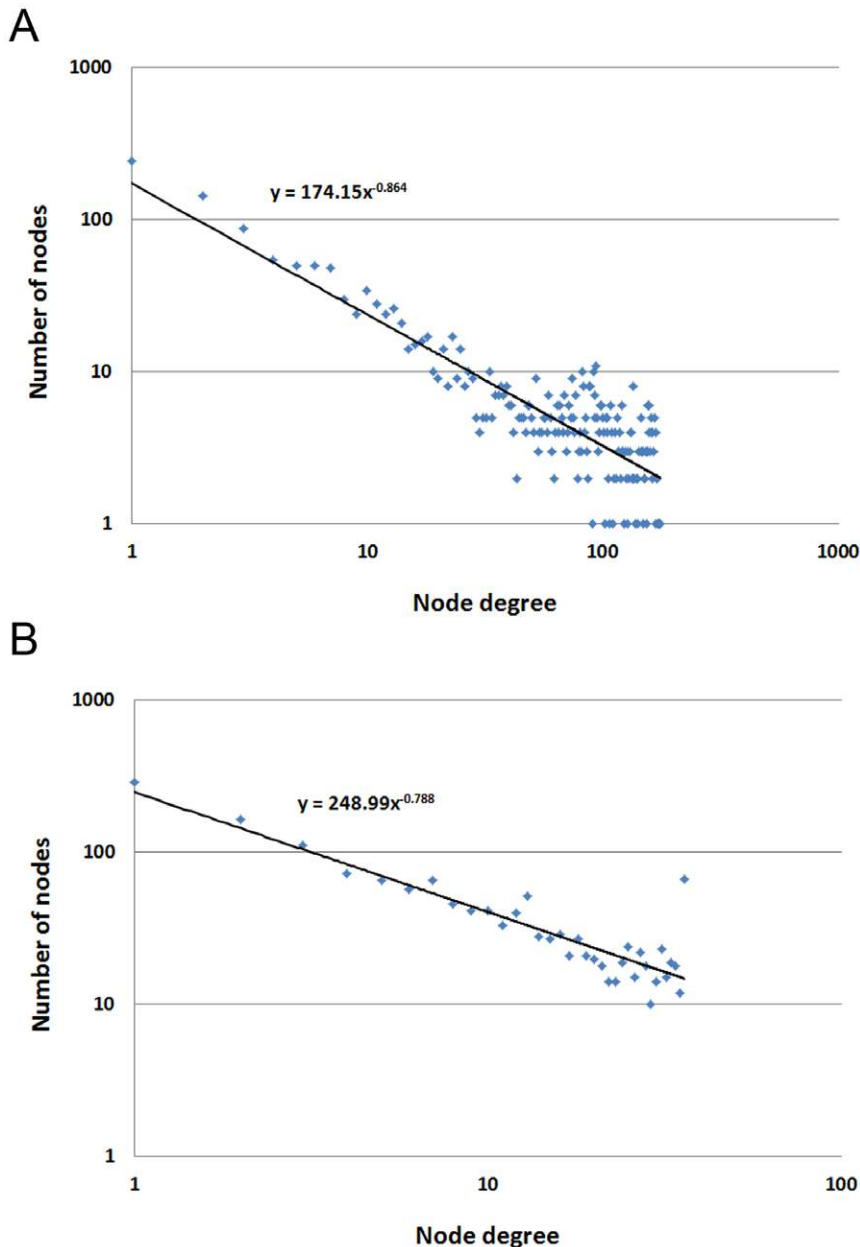 A
1000
y = 174.15x^-0.864
100
Number of nodes
10
1
1 10 100 1000
Node degree
B
1000
y = 248.99x^-0.788
100
Number of nodes
10
1
1 10 100
Node degree